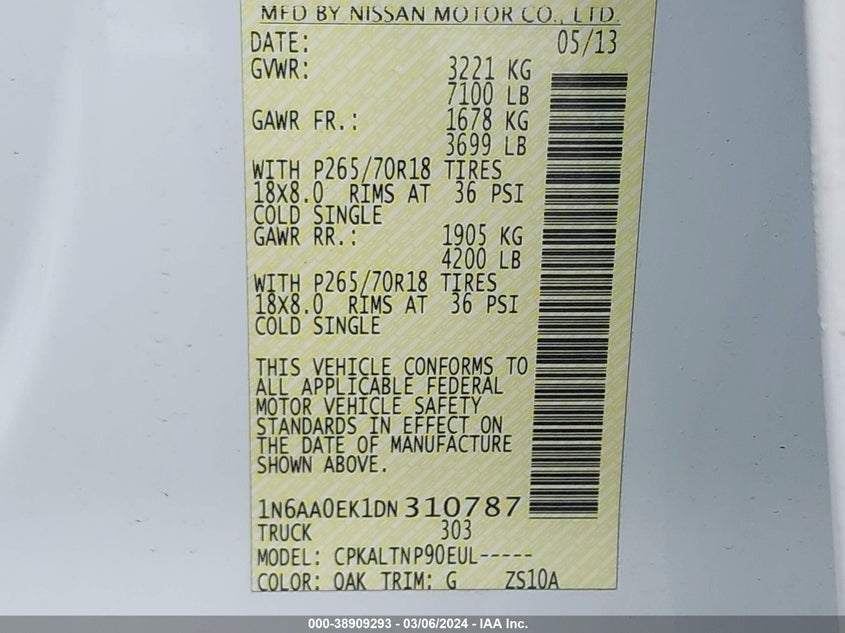 MFD BY NISSAN MOTOR CO., LTD.
DATE: 05/13
GVWR: 3221 KG
7100 LB
GAWR FR.: 1678 KG
3699 LB
WITH P265/70R18 TIRES
18X8.0 RIMS AT 36 PSI
COLD SINGLE
GAWR RR.: 1905 KG
4200 LB
WITH P265/70R18 TIRES
18X8.0 RIMS AT 36 PSI
COLD SINGLE
THIS VEHICLE CONFORMS TO
ALL APPLICABLE FEDERAL
MOTOR VEHICLE SAFETY
STANDARDS IN EFFECT ON
THE DATE OF MANUFACTURE
SHOWN ABOVE.
1N6AA0EK1DN310787
TRUCK 303
MODEL: CPKALTNP90EUL-----
COLOR: QAK TRIM: G ZS10A
000-38909293 - 03/06/2024 - IAA Inc.